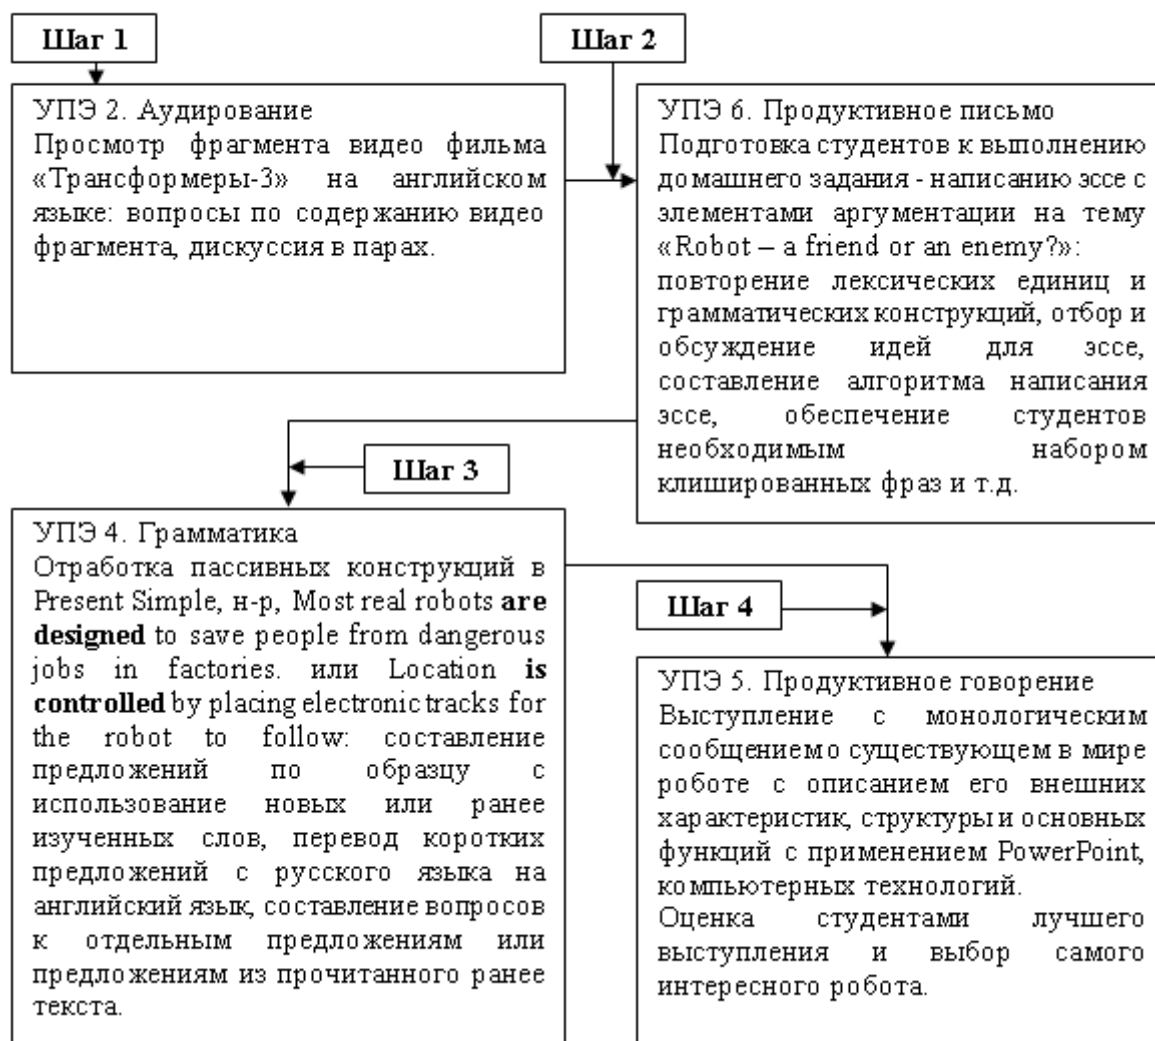 Шаг 1
УПЭ 2. Аудирование
Просмотр фрагмента видео фильма
«Трансформеры-3» на английском
языке: вопросы по содержанию видео
фрагмента, дискуссия в парах.
Шаг 2
УПЭ 6. Продуктивное письмо
Подготовка студентов к выполнению
домашнего задания - написанию эссе с
элементами аргументации на тему
«Robot – a friend or an enemy?»:
повторение лексических единиц и
грамматических конструкций, отбор и
обсуждение идей для эссе,
составление алгоритма написания
эссе, обеспечение студентов
необходимым набором
клишированных фраз и т.д.
Шаг 3
УПЭ 4. Грамматика
Отработка пассивных конструкций в
Present Simple, н-р, Most real robots are
designed to save people from dangerous
jobs in factories. или Location is
controlled by placing electronic tracks for
the robot to follow: составление
предложений по образцу с
использование новых или ранее
изученных слов, перевод коротких
предложений с русского языка на
английский язык, составление вопросов
к отдельным предложениям или
предложениям из прочитанного ранее
текста.
Шаг 4
УПЭ 5. Продуктивное говорение
Выступление с монологическим
сообщениемо существующем в мире
роботе с описанием его внешних
характеристик, структуры и основных
функций с применением PowerPoint,
компьютерных технологий.
Оценка студентами лучшего
выступления и выбор самого
интересного робота.